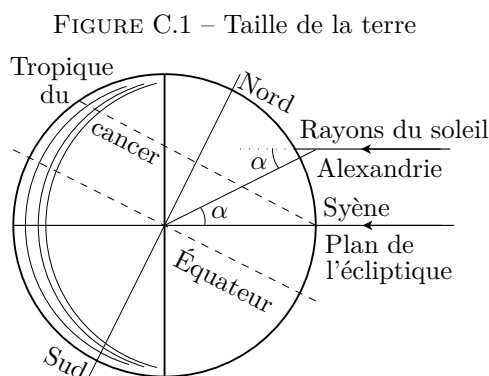 FIGURE C.1 – Taille de la terre
Tropique
du
cancer
Nord
Rayons du soleil
α
Alexandrie
Syène
α
Plan de
l'écliptique
Équateur
Sud